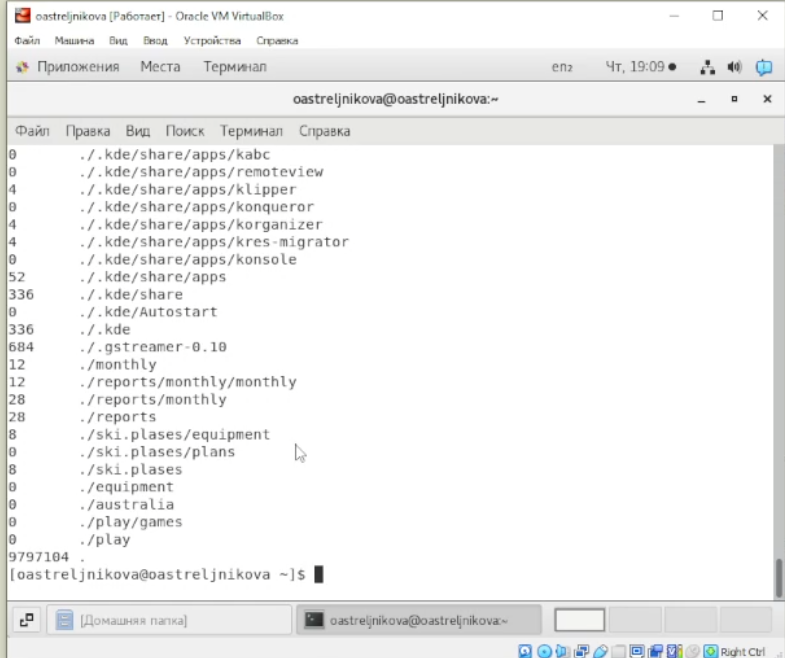 oastreljnikova [Работает] - Oracle VM VirtualBox
Файл Машина Вид Ввод Устройства Справка
Приложения Места Терминал en₂ Чт, 19:09
oastreljnikova@oastreljnikova:~
Файл Правка Вид Поиск Терминал Справка
0 ./.kde/share/apps/kabc
0 ./.kde/share/apps/remoteview
4 ./.kde/share/apps/klipper
0 ./.kde/share/apps/konqueror
4 ./.kde/share/apps/korganizer
4 ./.kde/share/apps/kres-migrator
0 ./.kde/share/apps/konsole
52 ./.kde/share/apps
336 ./.kde/share
0 ./.kde/Autostart
336 ./.kde
684 ./.gstreamer-0.10
12 ./monthly
12 ./reports/monthly/monthly
28 ./reports/monthly
28 ./reports
8 ./ski.plases/equipment
0 ./ski.plases/plans
8 ./ski.plases
0 ./equipment
0 ./australia
0 ./play/games
0 ./play
9797104 .
[oastreljnikova@oastreljnikova ~]$
[Домашняя папка] oastreljnikova@oastreljnikova:~
Right Ctrl